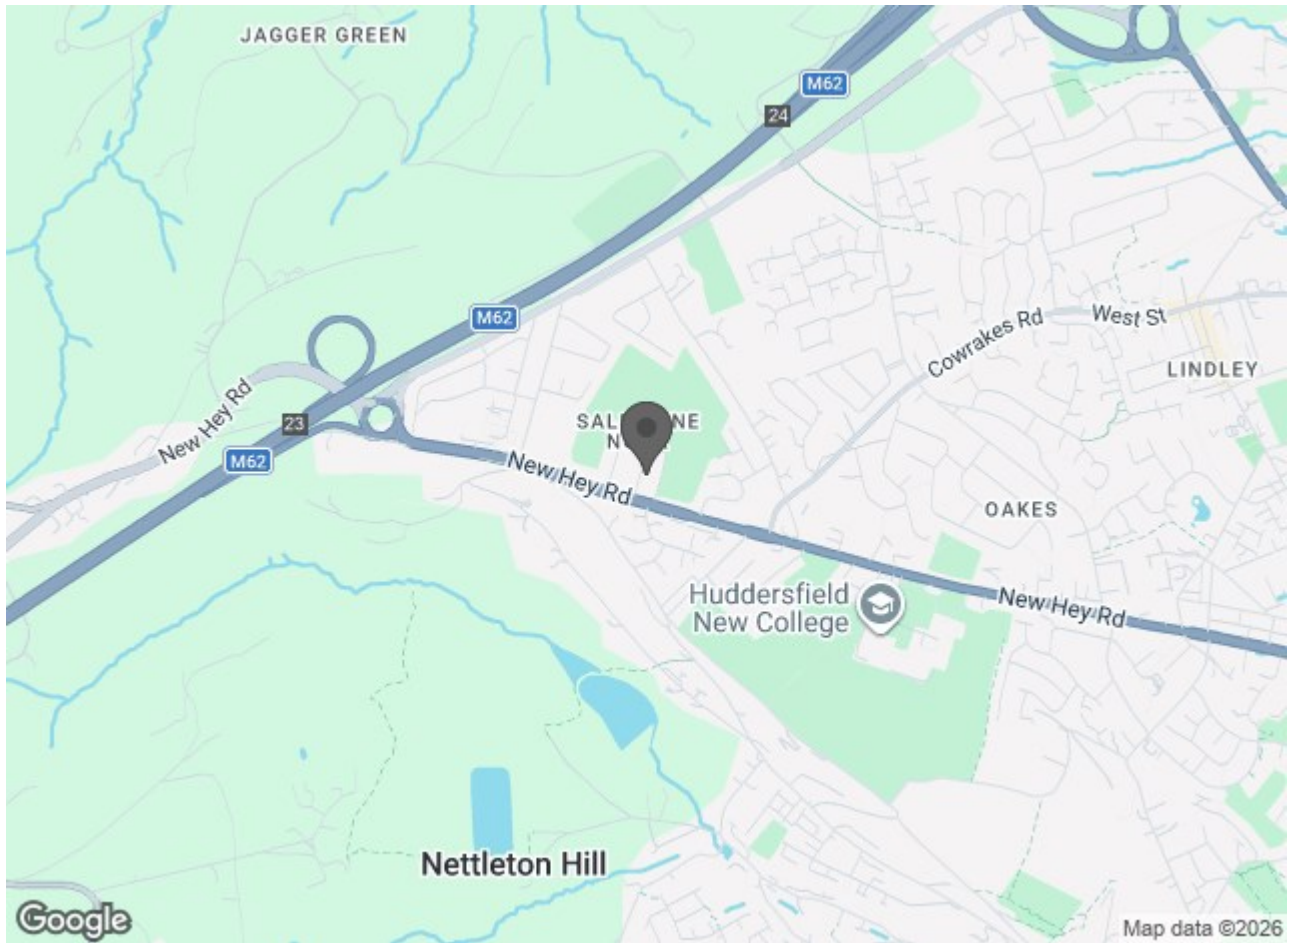 JAGGER GREEN
M62
24
M62
Cowrakes Rd
West St
LINDLEY
New Hey Rd
23
M62
New Hey Rd
OAKES
Huddersfield
New College
New Hey Rd
Nettleton Hill
Google
Map data ©2026